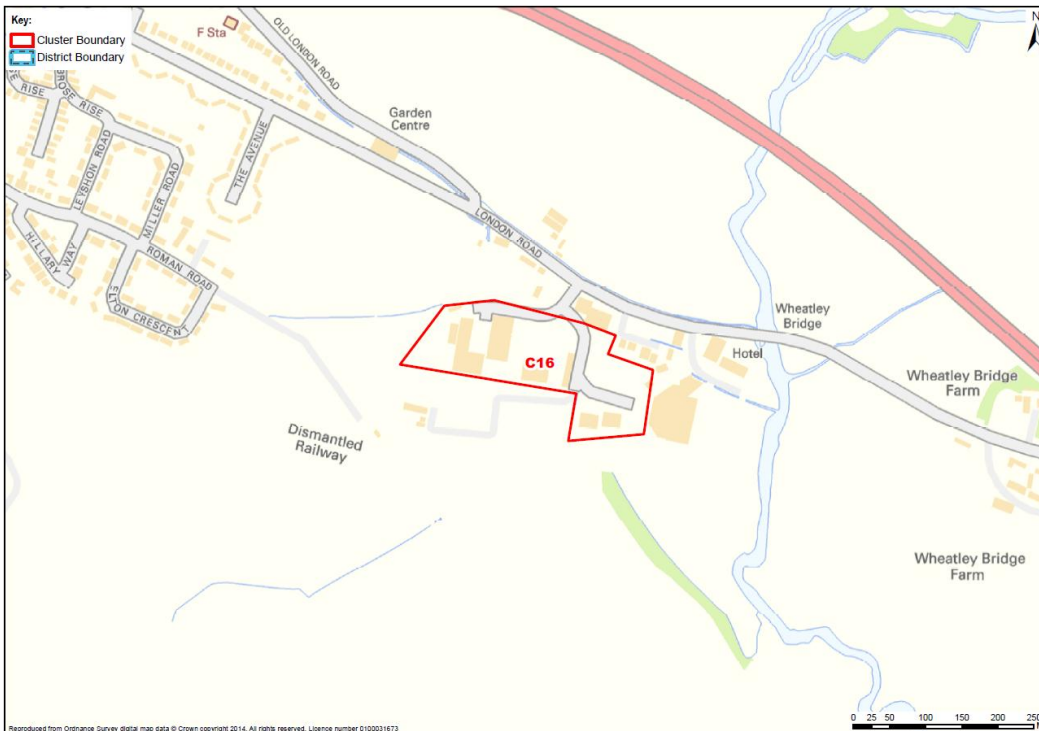 Key:
Cluster Boundary
District Boundary
F Sta
OLD LONDON ROAD
N
Garden
Centre
ROSE RISE
LEYSHON ROAD
MILLER ROAD
THE AVENUE
LONDON ROAD
HILLARY
WAY
ROMAN ROAD
ELTON CRESCENT
C16
Wheatley
Bridge
Hotel
Wheatley Bridge
Farm
Dismantled
Railway
Wheatley Bridge
Farm
0 25 50 100 150 200 250
Reproduced from Ordnance Survey digital map data © Crown copyright 2014. All rights reserved. Licence number 0100031673